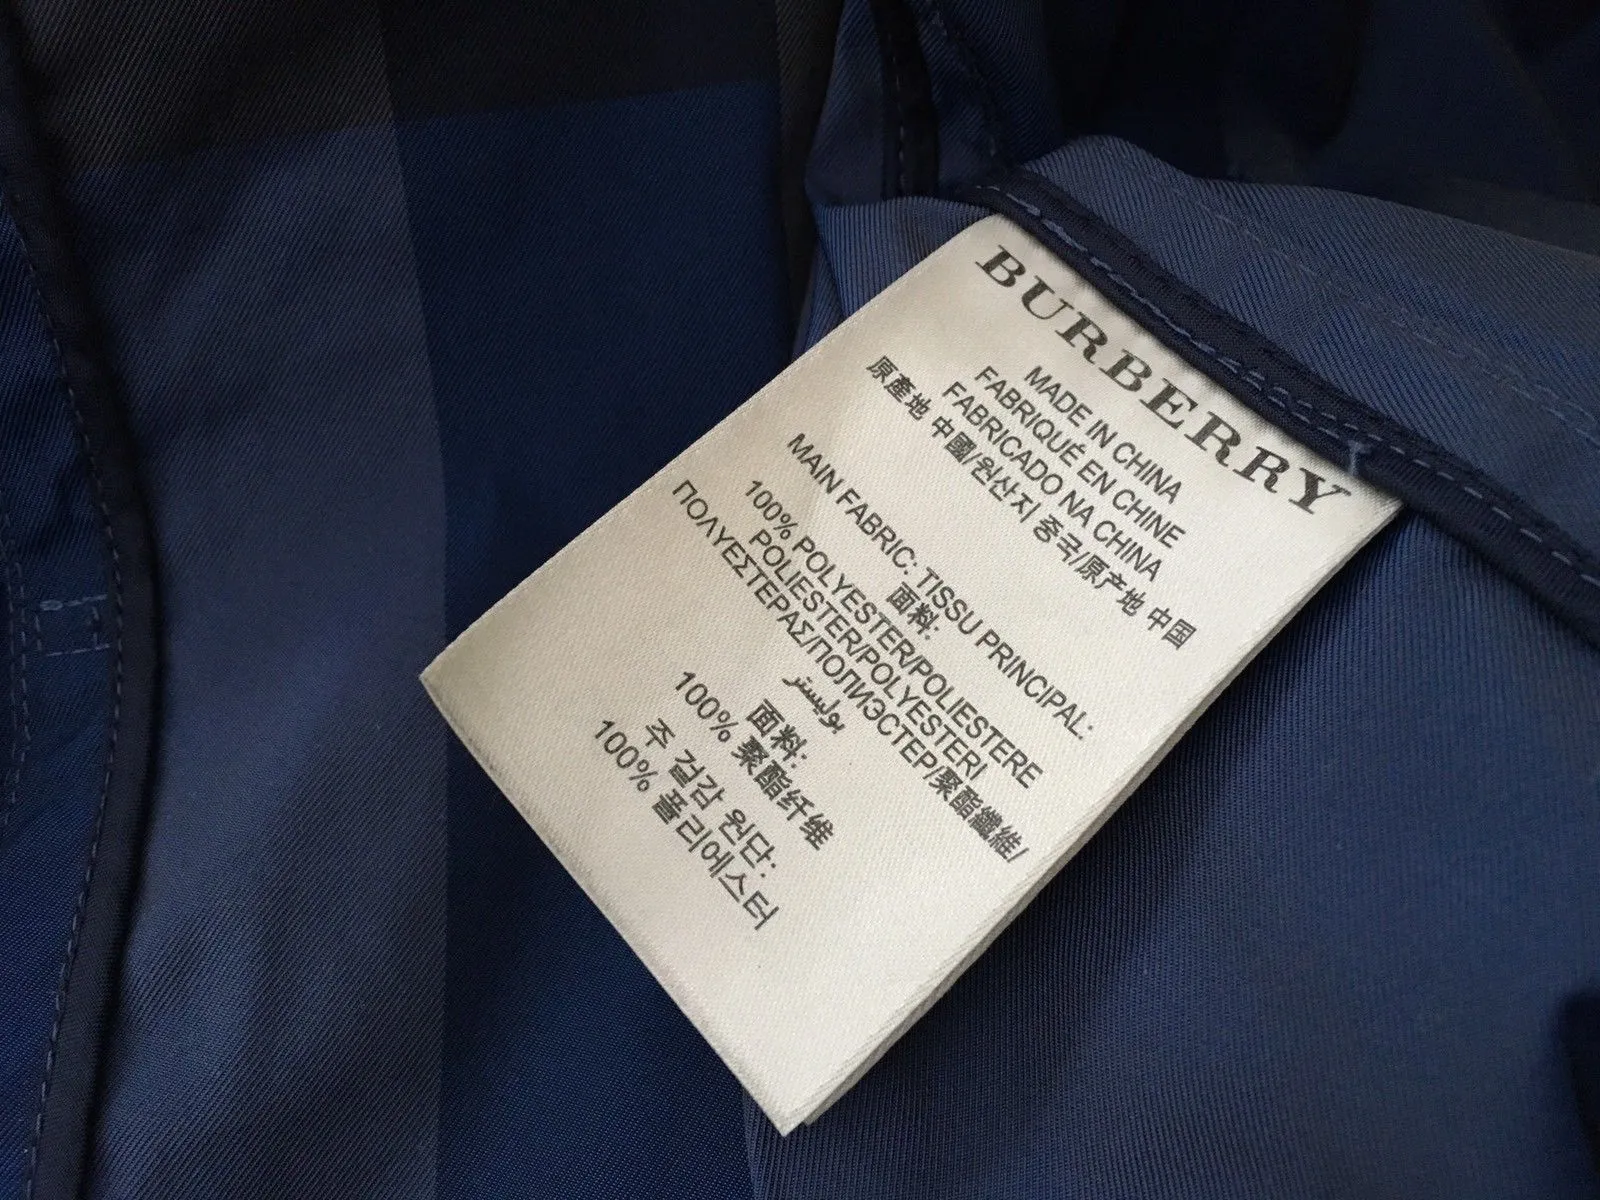 BURBERRY
MADE IN CHINA
FABRIQUÉ EN CHINE
FABRICADO NA CHINA
原產地 中國/원산지 중국/原产地 中国
MAIN FABRIC: TISSU PRINCIPAL:
面料:
100% POLYESTER/POLIESTERE
POLIESTER/POLYESTERI
ΠΟΛΥΕΣΤΕΡΑΣ/ПОЛИЭСТЕР/聚酯纖維/
بوليستر
面料:
100% 聚酯纤维
주 겉감 원단:
100% 폴리에스터